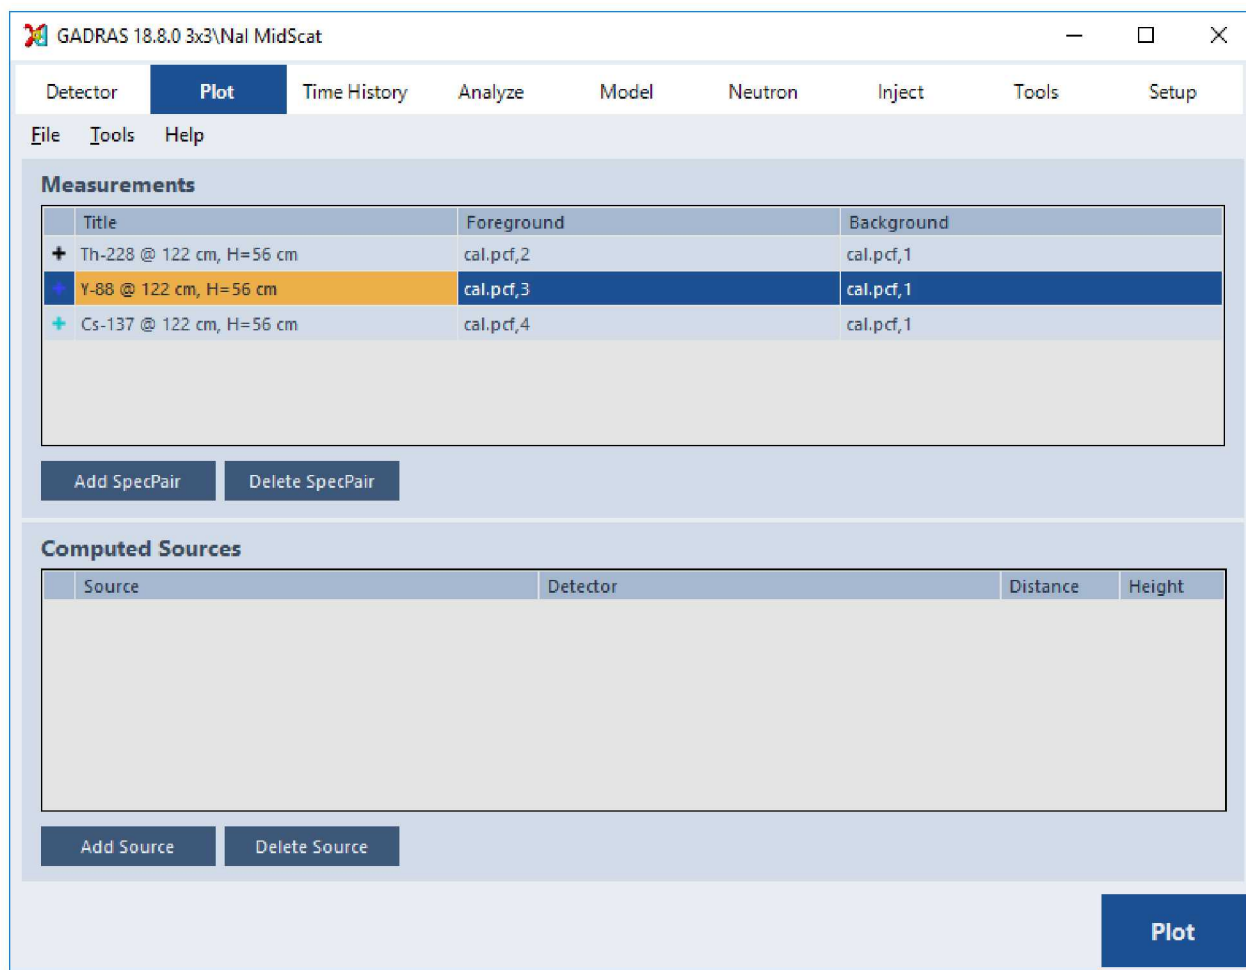 GADRAS 18.8.0 3x3\NaI MidScat
Detector Plot Time History Analyze Model Neutron Inject Tools Setup
File Tools Help
Measurements
Title Foreground Background
Th-228 @ 122 cm, H=56 cm cal.pcf,2 cal.pcf,1
Y-88 @ 122 cm, H=56 cm cal.pcf,3 cal.pcf,1
Cs-137 @ 122 cm, H=56 cm cal.pcf,4 cal.pcf,1
Add SpecPair Delete SpecPair
Computed Sources
Source Detector Distance Height
Add Source Delete Source
Plot